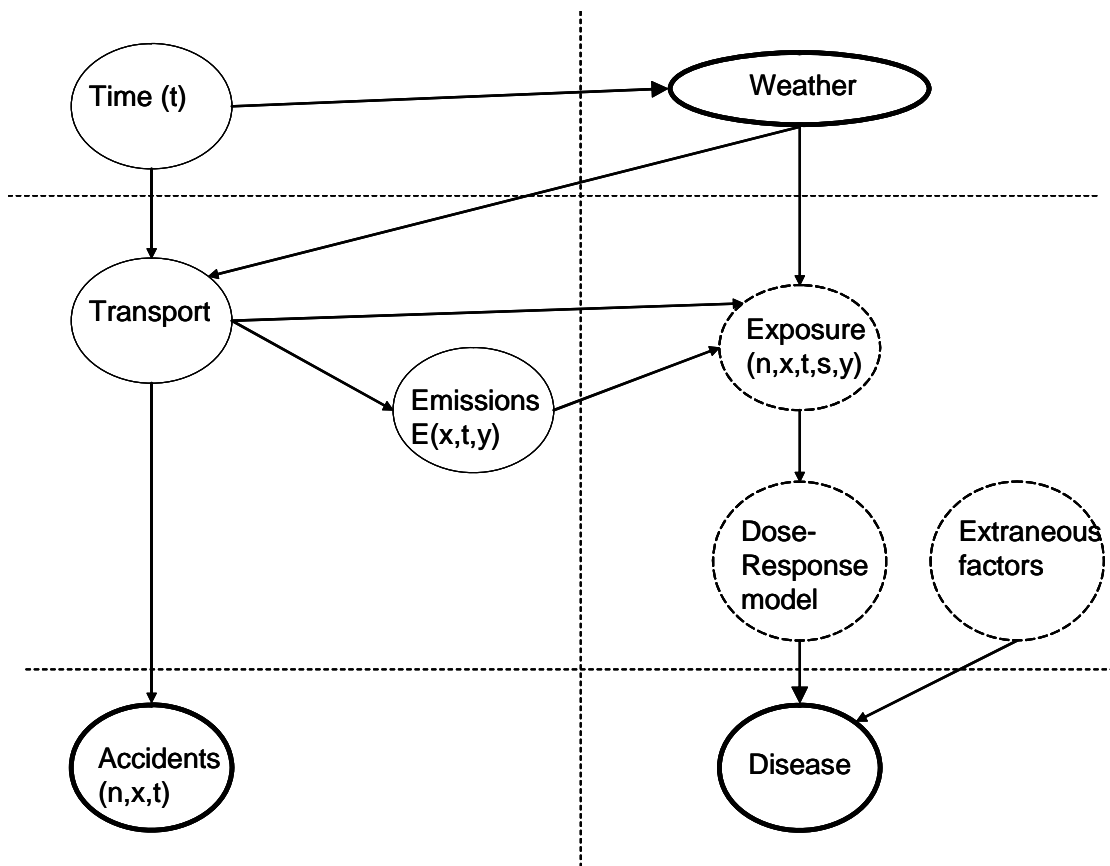 Time (t)
Weather
Transport
Exposure
(n,x,t,s,y)
Emissions
E(x,t,y)
Dose-
Response
model
Extraneous
factors
Accidents
(n,x,t)
Disease